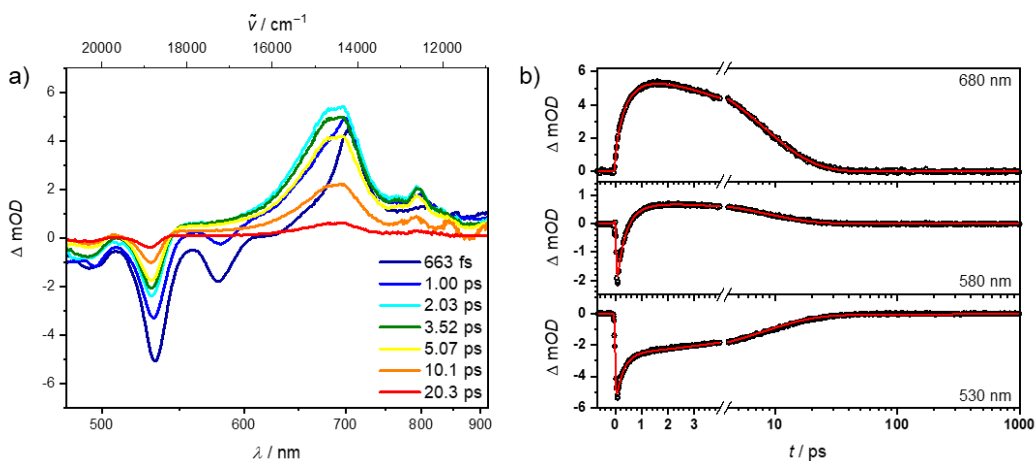 ṽ / cm⁻¹
20000 18000 16000 14000 12000
a)
6
4
2
0
-2
-4
-6
Δ mOD
663 fs
1.00 ps
2.03 ps
3.52 ps
5.07 ps
10.1 ps
20.3 ps
500 600 700 800 900
λ / nm
b)
6
4
2
0
Δ mOD
680 nm
1
0
-1
-2
Δ mOD
580 nm
0
-2
-4
-6
Δ mOD
530 nm
0 1 2 3 10 100 1000
t / ps